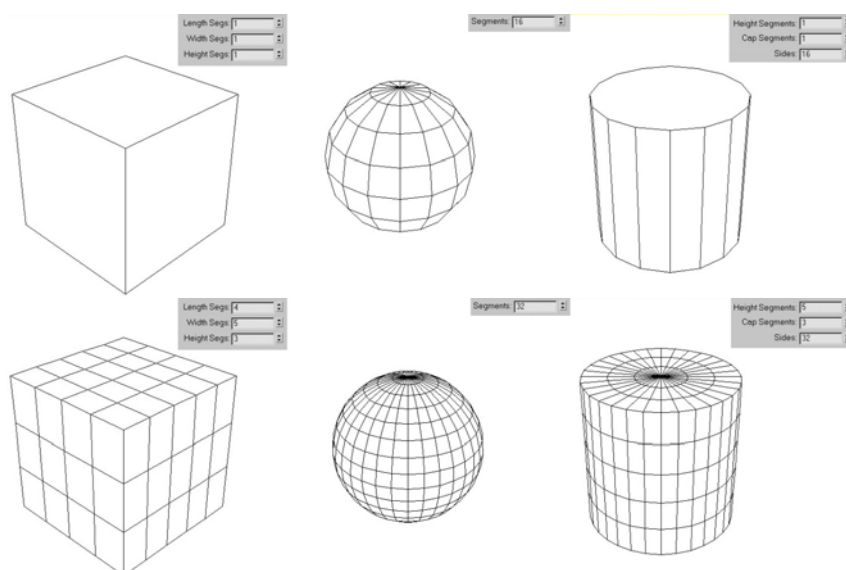 Length Segs: 1
Width Segs: 1
Height Segs: 1
Segments: 16
Height Segments: 1
Cap Segments: 1
Sides: 16
Length Segs: 4
Width Segs: 5
Height Segs: 3
Segments: 32
Height Segments: 5
Cap Segments: 3
Sides: 32